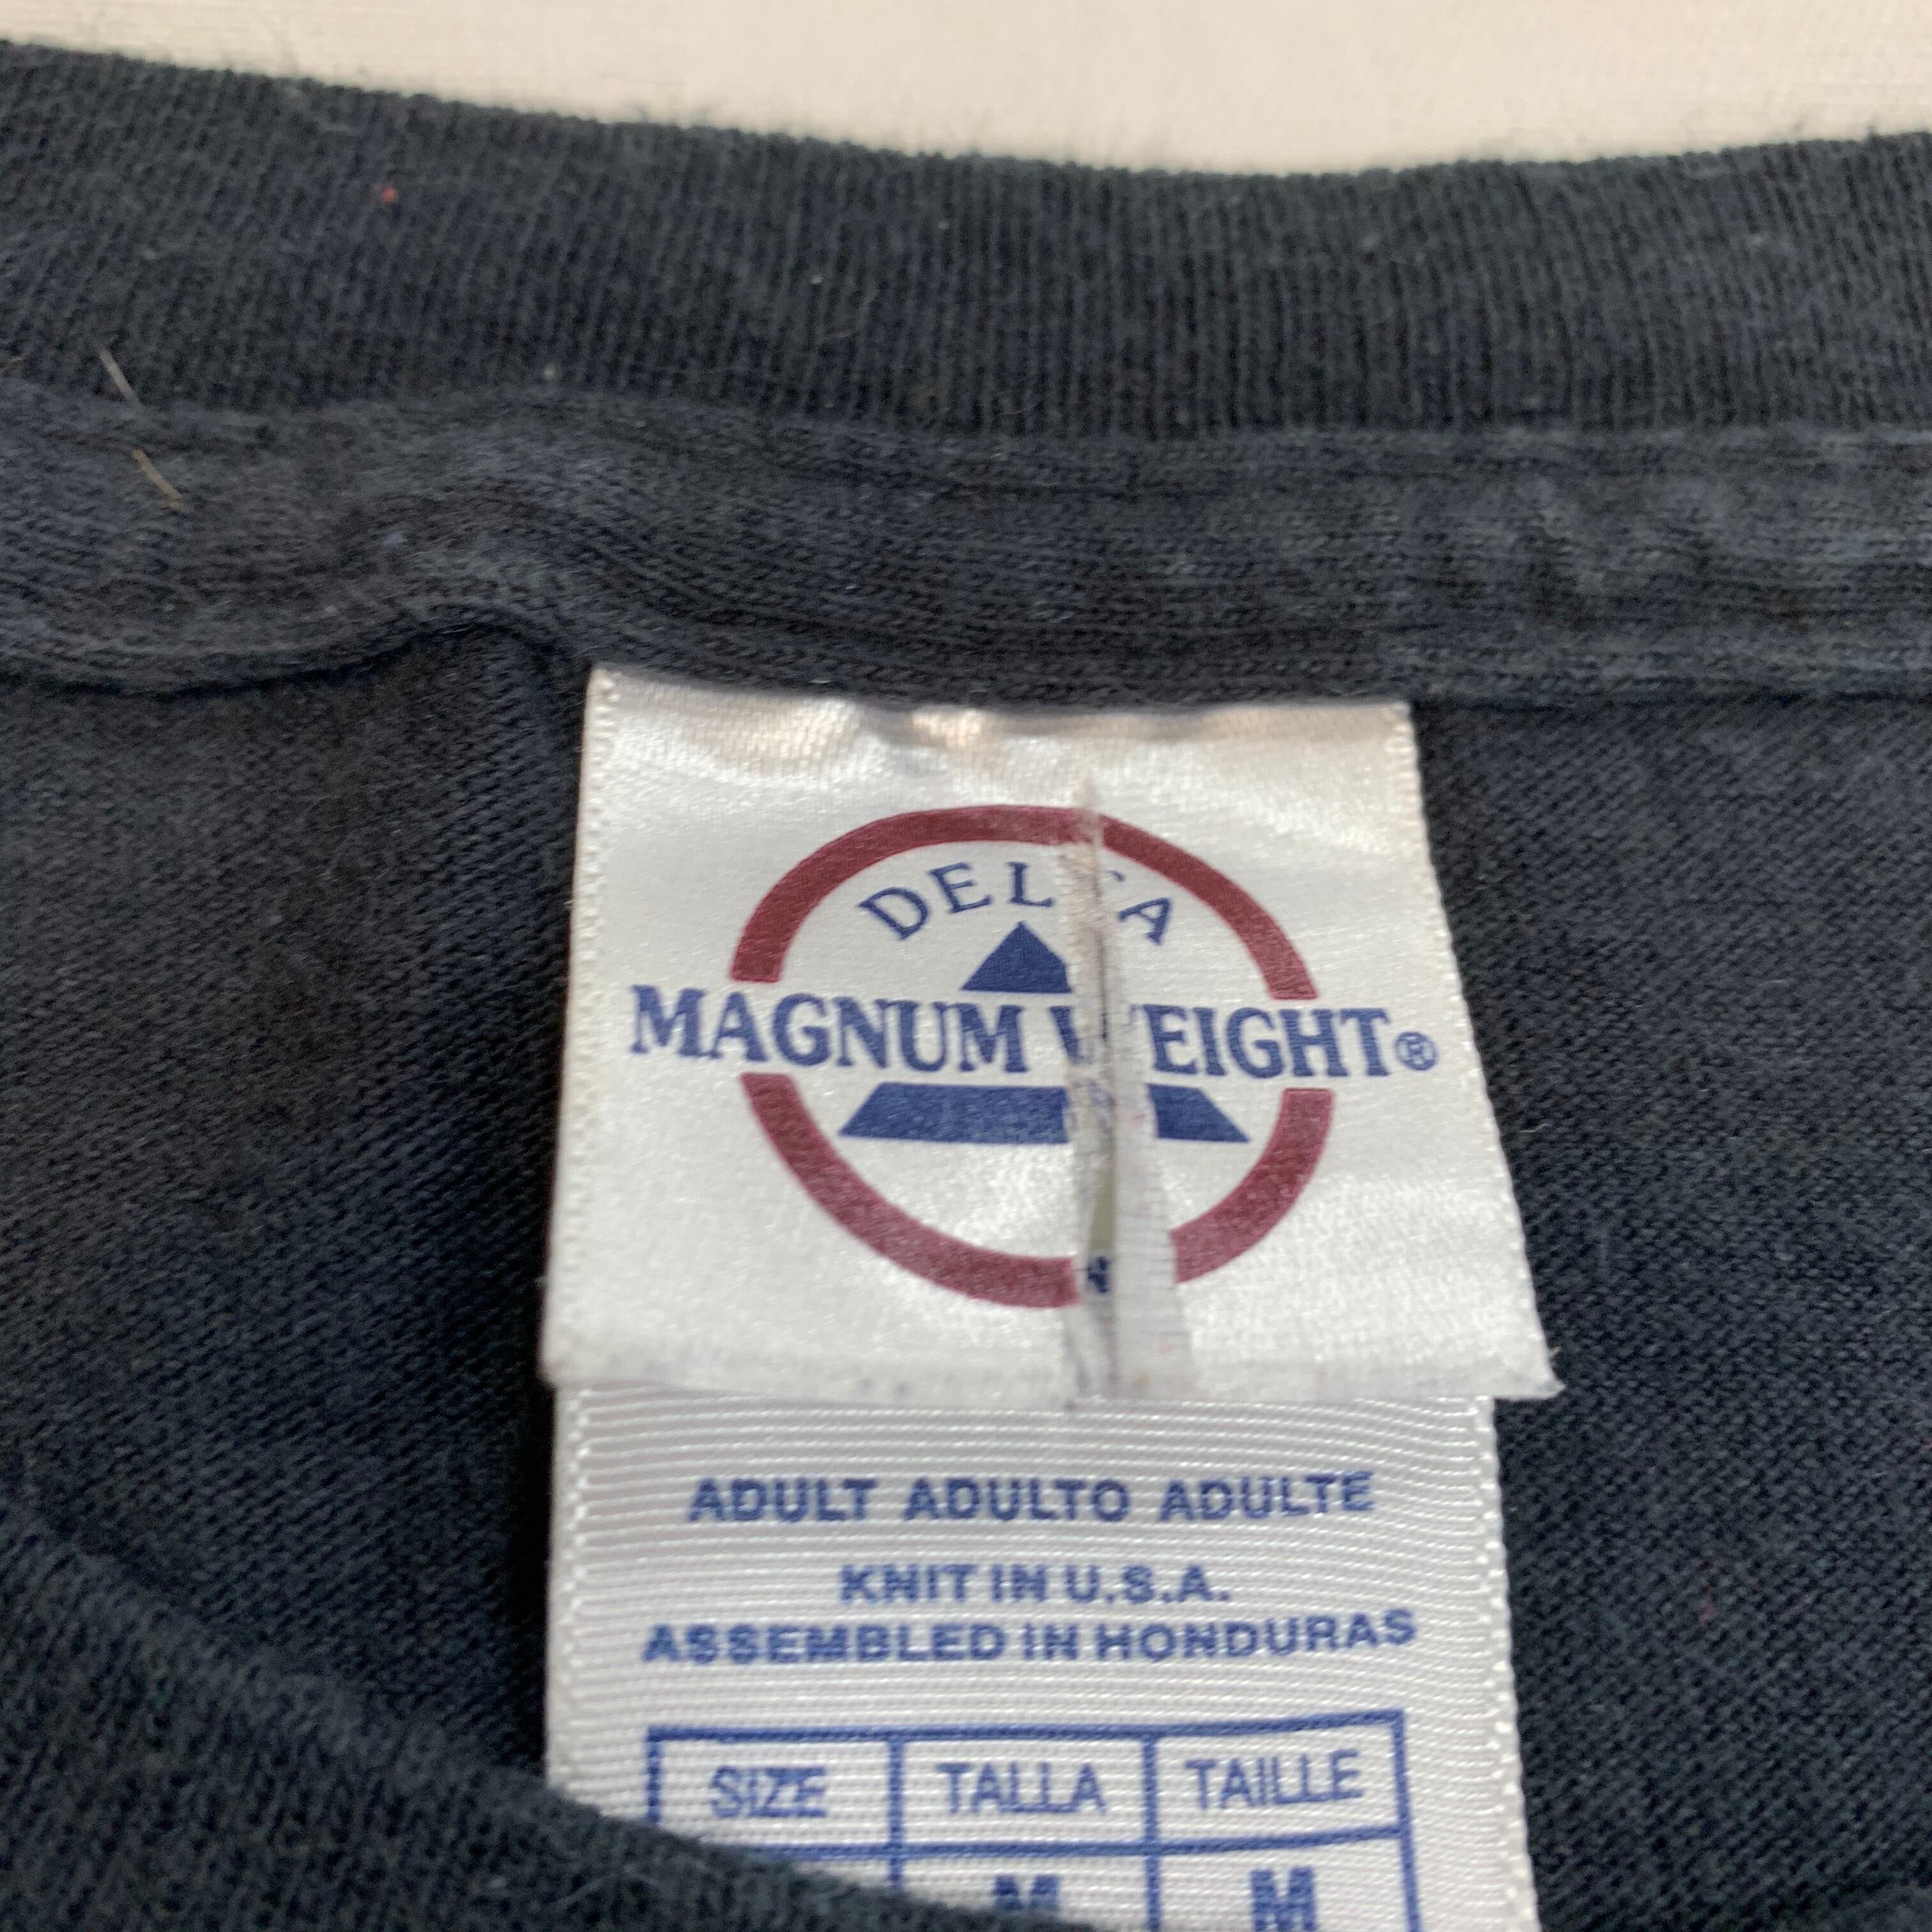 DELTA
MAGNUM WEIGHT®
ADULT ADULTO ADULTE
KNIT IN U.S.A.
ASSEMBLED IN HONDURAS
SIZE TALLA TAILLE
M M